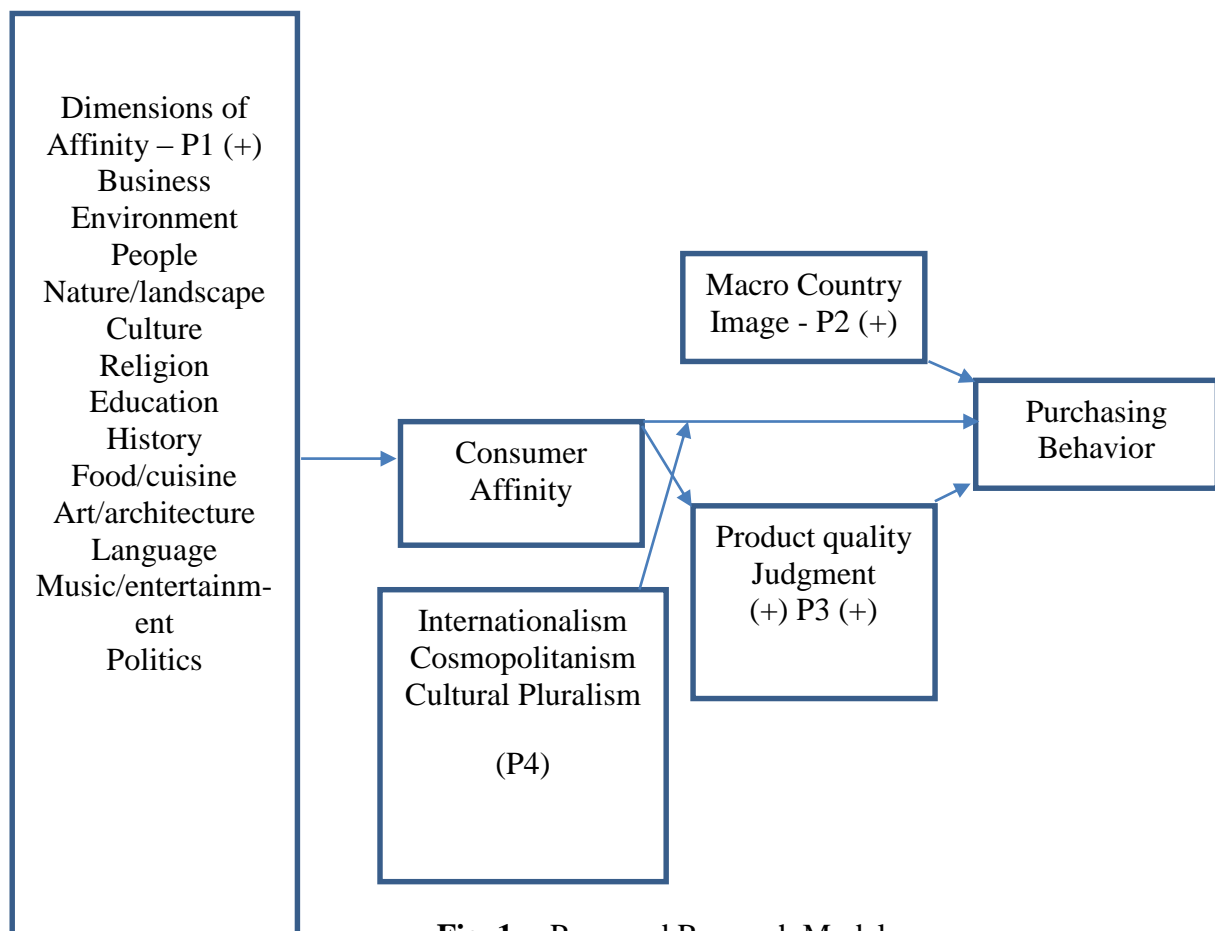 Dimensions of
Affinity – P1 (+)
Business
Environment
People
Nature/landscape
Culture
Religion
Education
History
Food/cuisine
Art/architecture
Language
Music/entertainm-
ent
Politics
Consumer
Affinity
Internationalism
Cosmopolitanism
Cultural Pluralism
(P4)
Macro Country
Image - P2 (+)
Product quality
Judgment
(+) P3 (+)
Purchasing
Behavior
Research Model